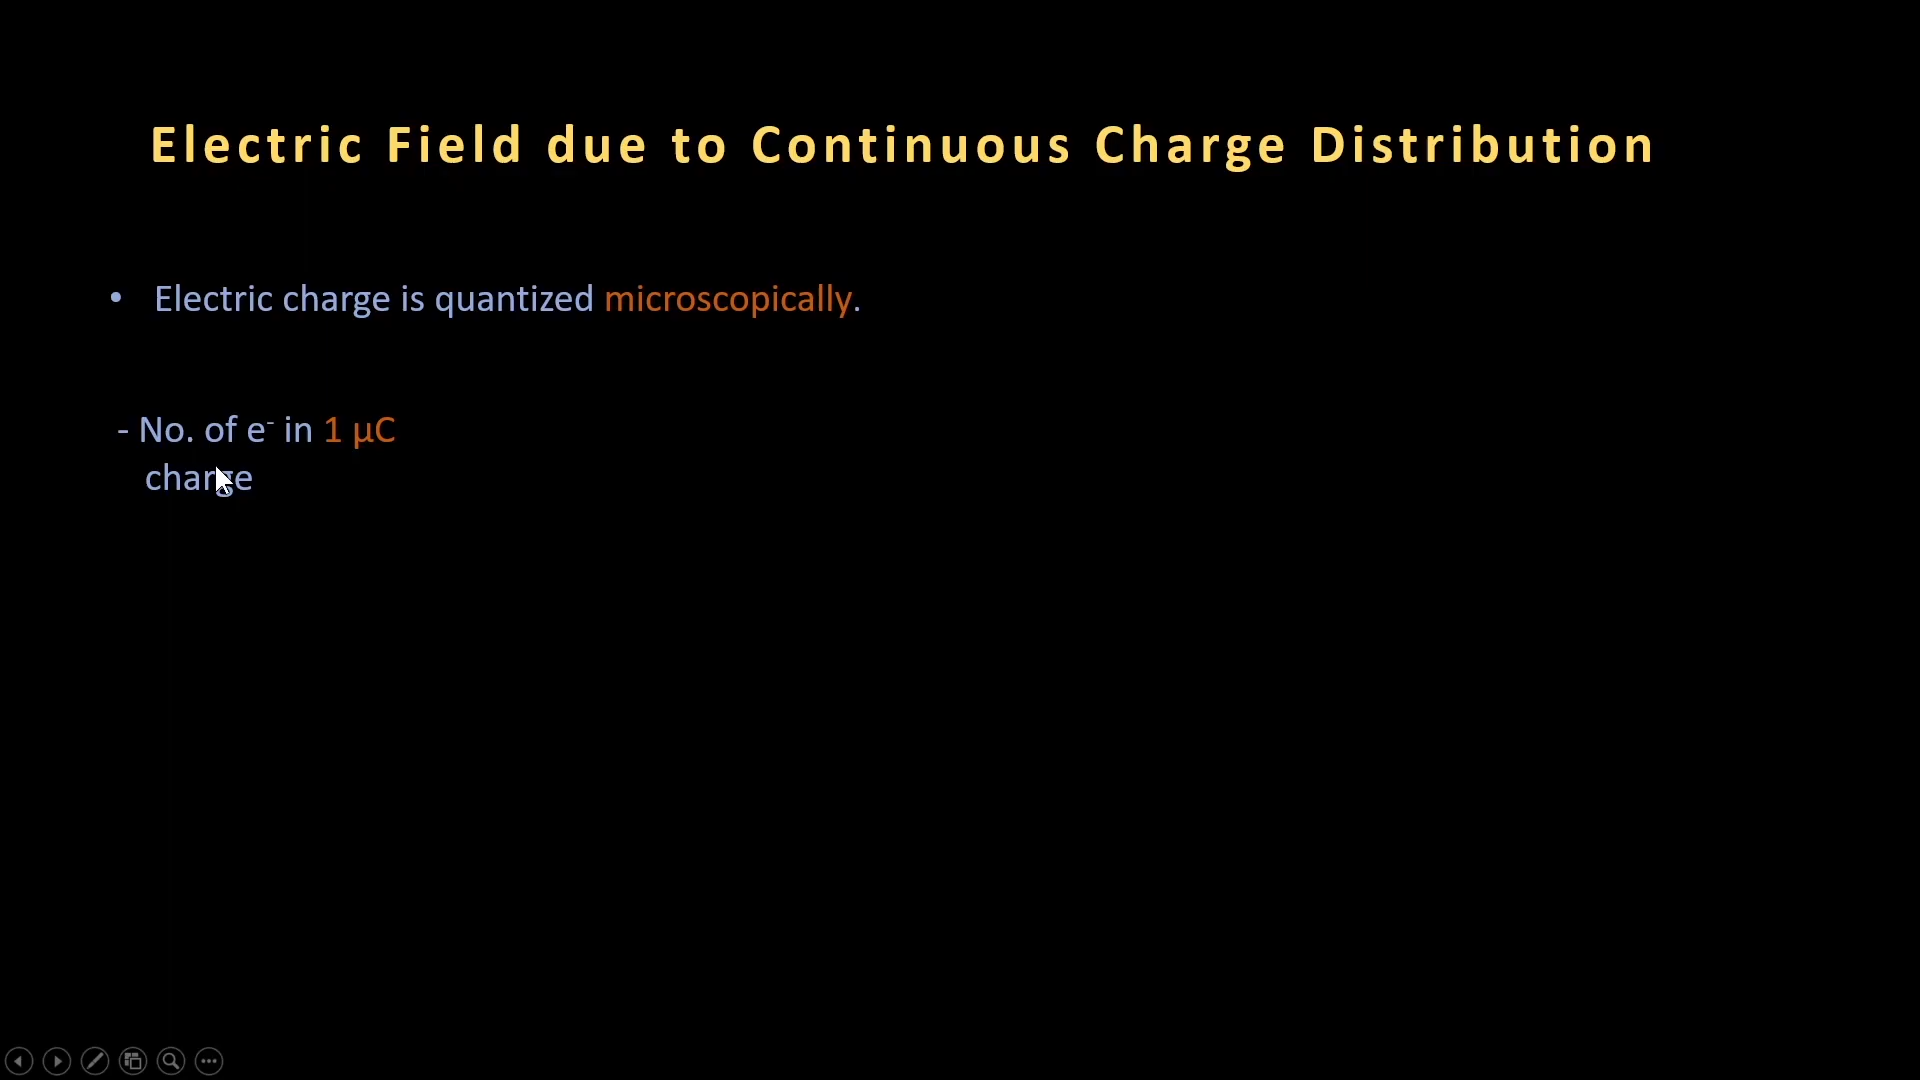 Electric Field due to Continuous Charge Distribution
• Electric charge is quantized microscopically.
- No. of e⁻ in 1 μC
charge